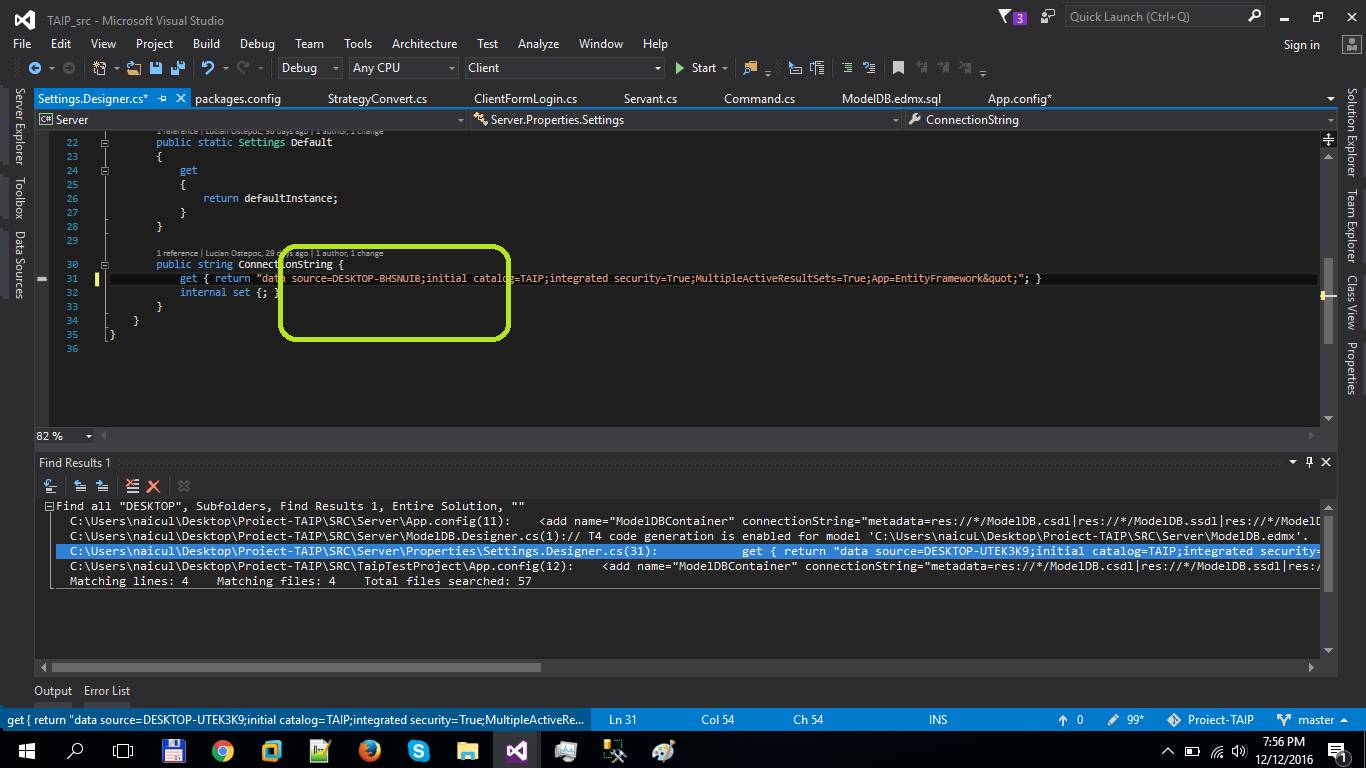 TAIP_src - Microsoft Visual Studio
3
Quick Launch (Ctrl+Q)
File Edit View Project Build Debug Team Tools Architecture Test Analyze Window Help
Sign in
Debug Any CPU Client Start
Settings.Designer.cs* packages.config StrategyConvert.cs ClientFormLogin.cs Servant.cs Command.cs ModelDB.edmx.sql App.config*
C# Server Server.Properties.Settings ConnectionString
Server Explorer
Toolbox
Data Sources
Solution Explorer
Team Explorer
Class View
Properties
1 reference | Lucian Ostepoc, 98 days ago | 1 author, 1 change
22 public static Settings Default
23 {
24 get
25 {
26 return defaultInstance;
27 }
28 }
29
1 reference | Lucian Ostepoc, 29 days ago | 1 author, 1 change
30 public string ConnectionString {
31 get { return "data source=DESKTOP-BHSNUIB;initial catalog=TAIP;integrated security=True;MultipleActiveResultSets=True;App=EntityFramework&quot;"; }
32 internal set {; }
33 }
34 }
35 }
36
82 %
Find Results 1
Find all "DESKTOP", Subfolders, Find Results 1, Entire Solution, ""
C:\Users\naicul\Desktop\Proiect-TAIP\SRC\Server\App.config(11): <add name="ModelDBContainer" connectionString="metadata=res://*/ModelDB.csdl|res://*/ModelDB.ssdl|res://*/ModelD
C:\Users\naicul\Desktop\Proiect-TAIP\SRC\Server\ModelDB.Designer.cs(1):// T4 code generation is enabled for model 'C:\Users\naicuL\Desktop\Proiect-TAIP\SRC\Server\ModelDB.edmx'.
C:\Users\naicul\Desktop\Proiect-TAIP\SRC\Server\Properties\Settings.Designer.cs(31): get { return "data source=DESKTOP-UTEK3K9;initial catalog=TAIP;integrated security=
C:\Users\naicul\Desktop\Proiect-TAIP\SRC\TaipTestProject\App.config(12): <add name="ModelDBContainer" connectionString="metadata=res://*/ModelDB.csdl|res://*/ModelDB.ssdl|res:/
Matching lines: 4 Matching files: 4 Total files searched: 57
Output Error List
get { return "data source=DESKTOP-UTEK3K9;initial catalog=TAIP;integrated security=True;MultipleActiveRe... Ln 31 Col 54 Ch 54 INS 0 99* Proiect-TAIP master
7:56 PM
12/12/2016
1